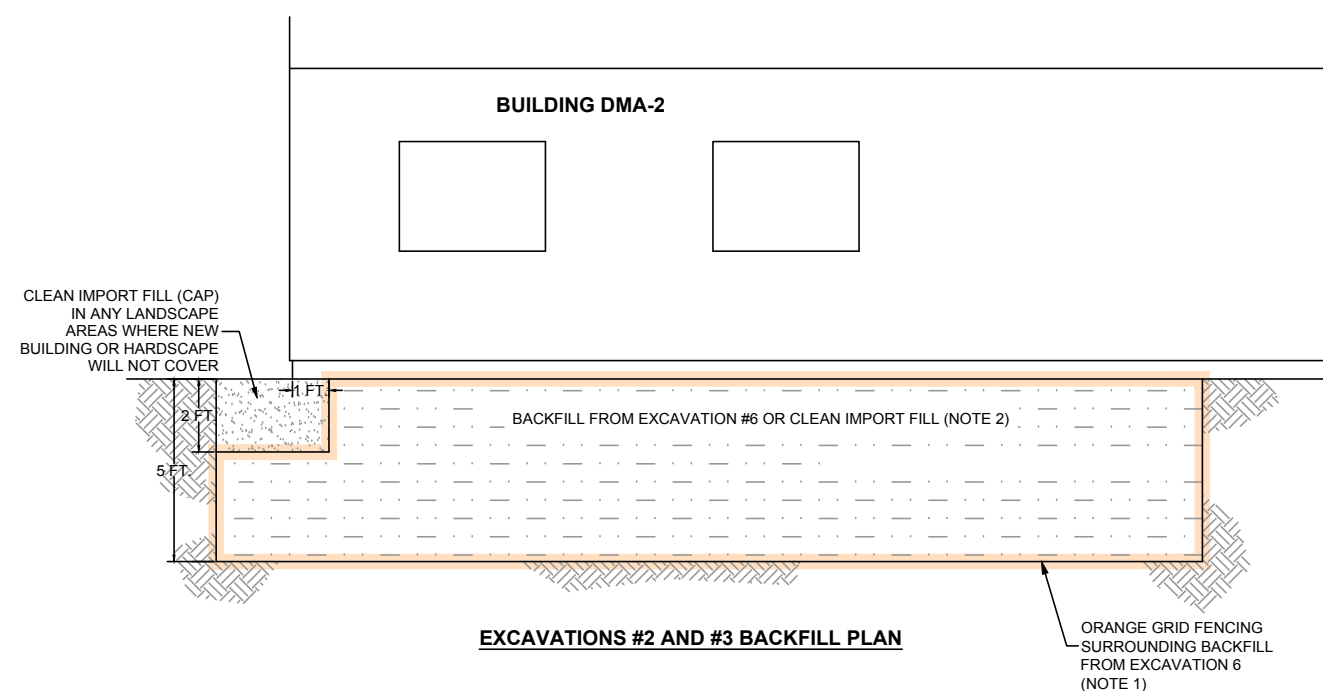 BUILDING DMA-2
CLEAN IMPORT FILL (CAP)
IN ANY LANDSCAPE
AREAS WHERE NEW
BUILDING OR HARDSCAPE
WILL NOT COVER
1 FT.
2 FT.
5 FT.
BACKFILL FROM EXCAVATION #6 OR CLEAN IMPORT FILL (NOTE 2)
EXCAVATIONS #2 AND #3 BACKFILL PLAN
ORANGE GRID FENCING
SURROUNDING BACKFILL
FROM EXCAVATION 6
(NOTE 1)